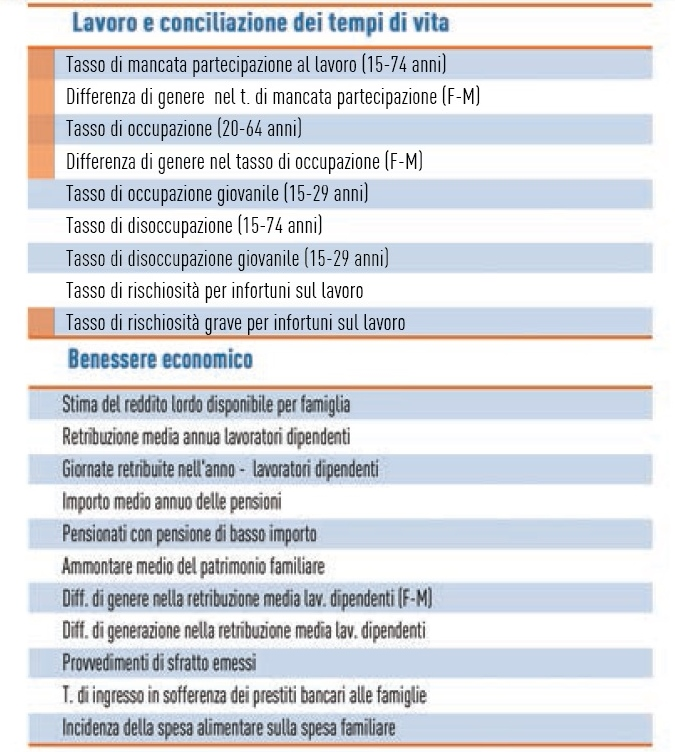 Lavoro e conciliazione dei tempi di vita
Tasso di mancata partecipazione al lavoro (15-74 anni)
Differenza di genere nel t. di mancata partecipazione (F-M)
Tasso di occupazione (20-64 anni)
Differenza di genere nel tasso di occupazione (F-M)
Tasso di occupazione giovanile (15-29 anni)
Tasso di disoccupazione (15-74 anni)
Tasso di disoccupazione giovanile (15-29 anni)
Tasso di rischiosità per infortuni sul lavoro
Tasso di rischiosità grave per infortuni sul lavoro
Benessere economico
Stima del reddito lordo disponibile per famiglia
Retribuzione media annua lavoratori dipendenti
Giornate retribuite nell'anno - lavoratori dipendenti
Importo medio annuo delle pensioni
Pensionati con pensione di basso importo
Ammontare medio del patrimonio familiare
Diff. di genere nella retribuzione media lav. dipendenti (F-M)
Diff. di generazione nella retribuzione media lav. dipendenti
Provvedimenti di sfratto emessi
T. di ingresso in sofferenza dei prestiti bancari alle famiglie
Incidenza della spesa alimentare sulla spesa familiare